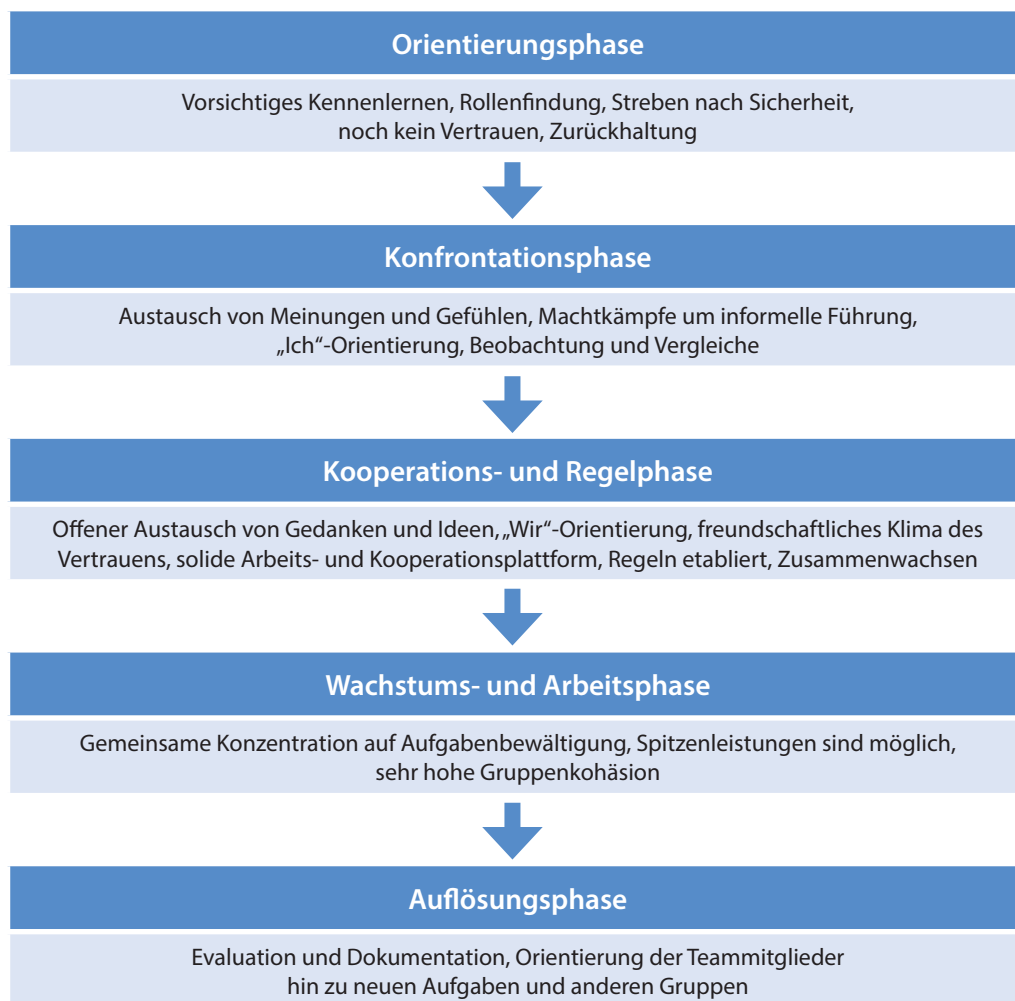 Orientierungsphase
Vorsichtiges Kennenlernen, Rollenfindung, Streben nach Sicherheit,
noch kein Vertrauen, Zurückhaltung
Konfrontationsphase
Austausch von Meinungen und Gefühlen, Machtkämpfe um informelle Führung,
„Ich“-Orientierung, Beobachtung und Vergleiche
Kooperations- und Regelphase
Offener Austausch von Gedanken und Ideen, „Wir“-Orientierung, freundschaftliches Klima des
Vertrauens, solide Arbeits- und Kooperationsplattform, Regeln etabliert, Zusammenwachsen
Wachstums- und Arbeitsphase
Gemeinsame Konzentration auf Aufgabenbewältigung, Spitzenleistungen sind möglich,
sehr hohe Gruppenkohäsion
Auflösungsphase
Evaluation und Dokumentation, Orientierung der Teammitglieder
hin zu neuen Aufgaben und anderen Gruppen